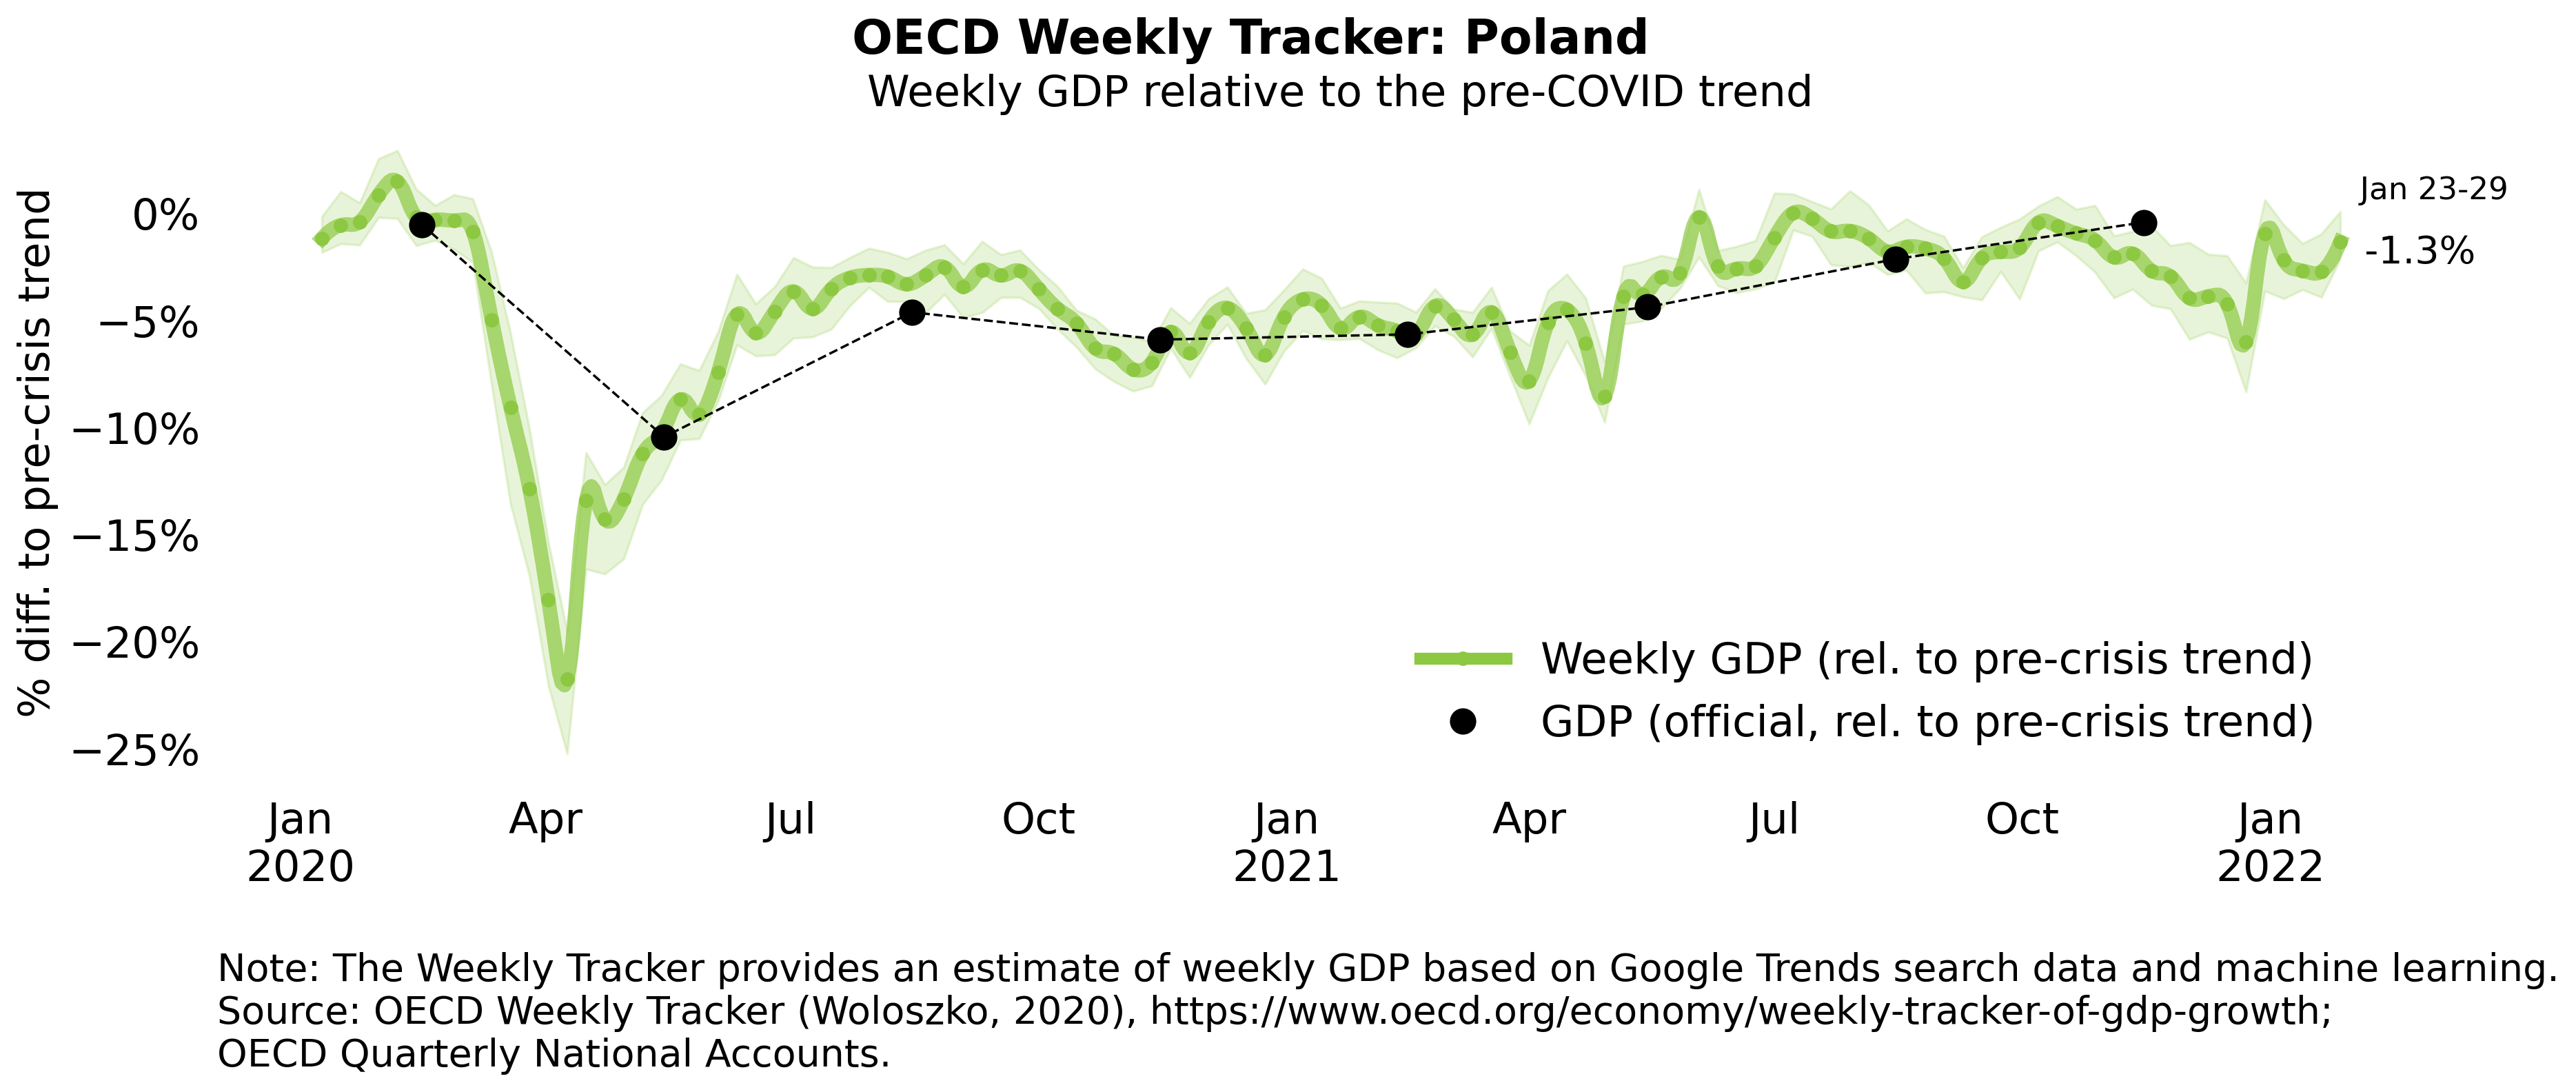 OECD Weekly Tracker: Poland
Weekly GDP relative to the pre-COVID trend
% diff. to pre-crisis trend
0%
−5%
−10%
−15%
−20%
−25%
Jan 23-29
-1.3%
Weekly GDP (rel. to pre-crisis trend)
GDP (official, rel. to pre-crisis trend)
Jan Apr Jul Oct Jan Apr Jul Oct Jan
2020 2021 2022
Note: The Weekly Tracker provides an estimate of weekly GDP based on Google Trends search data and machine learning.
Source: OECD Weekly Tracker (Woloszko, 2020), https://www.oecd.org/economy/weekly-tracker-of-gdp-growth;
OECD Quarterly National Accounts.